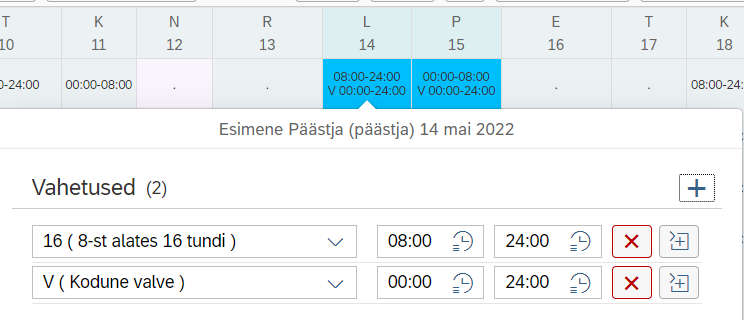 T K N R L P E T K
10 11 12 13 14 15 16 17 18
0-24:00 00:00-08:00 . . 08:00-24:00 00:00-08:00 . . 08:00-24
V 00:00-24:00 V 00:00-24:00
Esimene Päästja (päästja) 14 mai 2022
Vahetused (2)
16 ( 8-st alates 16 tundi ) 08:00 24:00
V ( Kodune valve ) 00:00 24:00